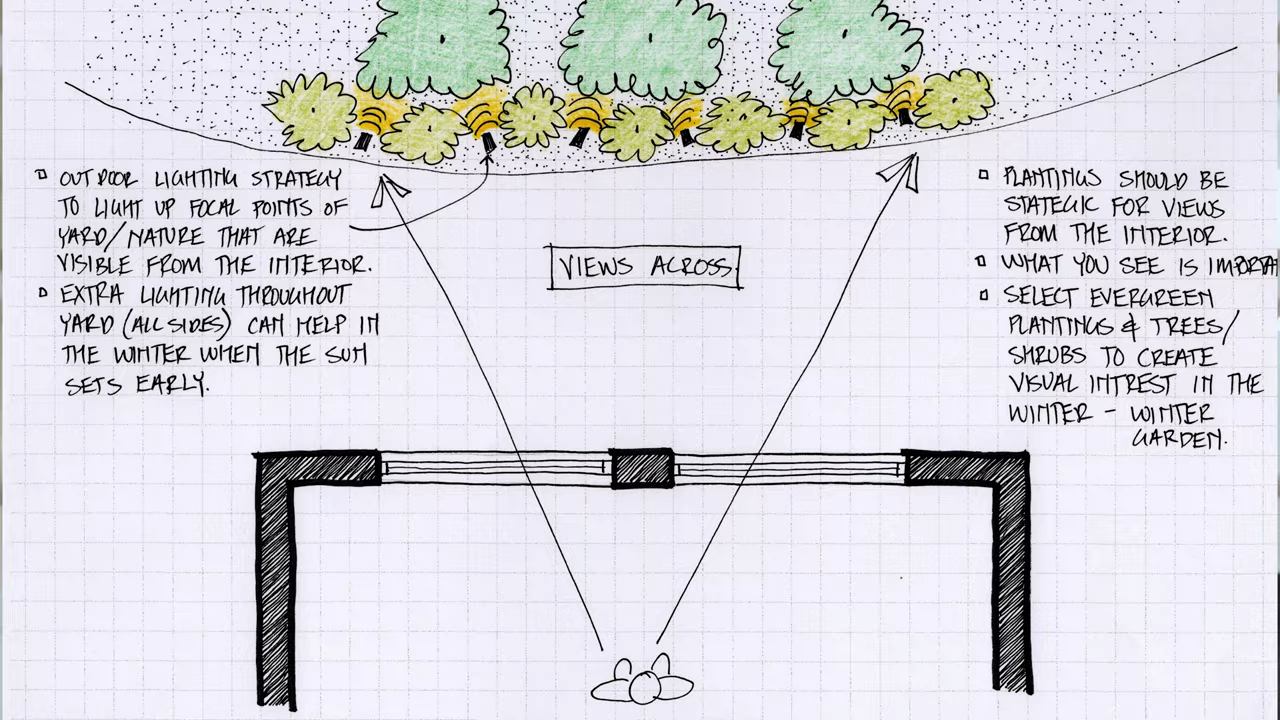 OUTDOOR LIGHTING STRATEGY
TO LIGHT UP FOCAL POINTS OF
YARD/NATURE THAT ARE
VISIBLE FROM THE INTERIOR.
EXTRA LIGHTING THROUGHOUT
YARD (ALL SIDES) CAN HELP IN
THE WINTER WHEN THE SUN
SETS EARLY.
VIEWS ACROSS
PLANTINGS SHOULD BE
STATEGIC FOR VIEWS
FROM THE INTERIOR.
WHAT YOU SEE IS IMPORTA
SELECT EVERGREEN
PLANTINGS & TREES/
SHRUBS TO CREATE
VISUAL INTREST IN THE
WINTER - WINTER
GARDEN.